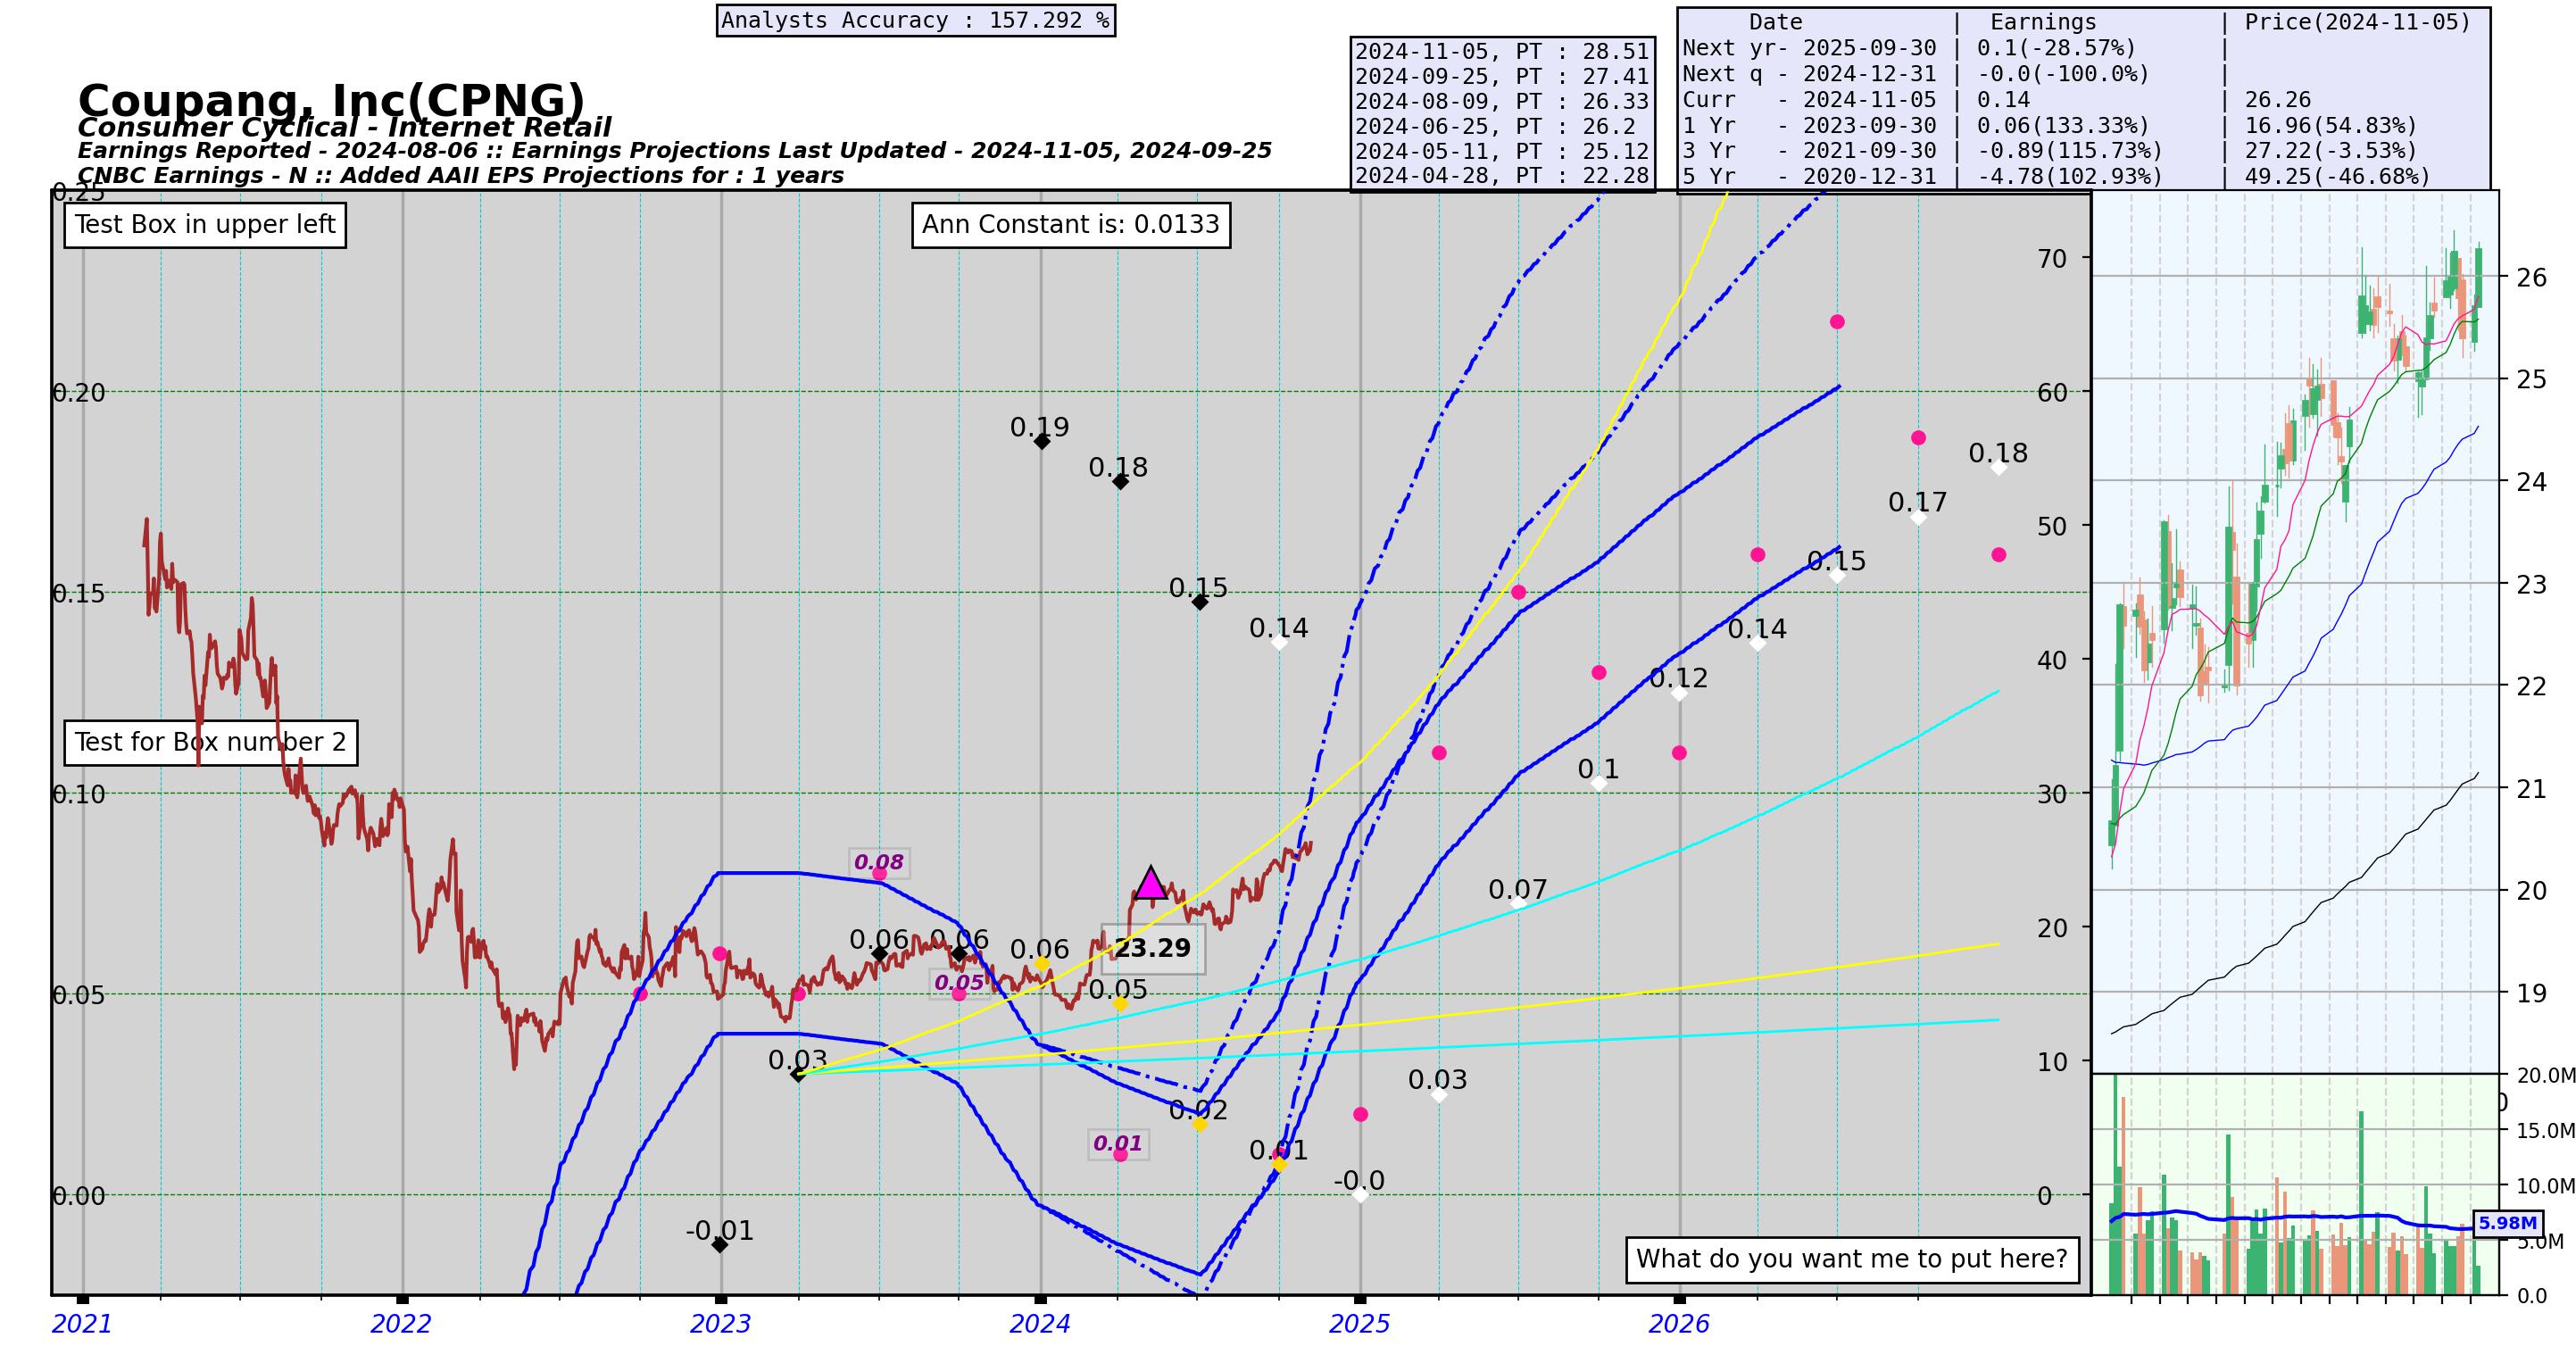 Analysts Accuracy : 157.292 %
Date | Earnings | Price(2024-11-05)
Next yr- 2025-09-30 | 0.1(-28.57%) |
Next q - 2024-12-31 | -0.0(-100.0%) |
Curr - 2024-11-05 | 0.14 | 26.26
1 Yr - 2023-09-30 | 0.06(133.33%) | 16.96(54.83%)
3 Yr - 2021-09-30 | -0.89(115.73%) | 27.22(-3.53%)
5 Yr - 2020-12-31 | -4.78(102.93%) | 49.25(-46.68%)
2024-11-05, PT : 28.51
2024-09-25, PT : 27.41
2024-08-09, PT : 26.33
2024-06-25, PT : 26.2
2024-05-11, PT : 25.12
2024-04-28, PT : 22.28
Coupang, Inc(CPNG)
Consumer Cyclical - Internet Retail
Earnings Reported - 2024-08-06 :: Earnings Projections Last Updated - 2024-11-05, 2024-09-25
CNBC Earnings - N :: Added AAII EPS Projections for : 1 years
0.25
Test Box in upper left
Ann Constant is: 0.0133
70
26
0.20
60
25
0.19
0.18
0.18
24
0.17
50
0.15
0.15
0.15
23
0.14
0.14
40
0.12
22
Test for Box number 2
0.1
0.10
30
21
0.08
0.07
20
0.06
0.06
0.06
23.29
20
0.05
0.05
0.05
19
0.03
0.03
10
20.0M
0
0.02
15.0M
0.01
0.01
-0.0
10.0M
0.00
0
-0.01
5.98M
5.0M
What do you want me to put here?
0.0
2021
2022
2023
2024
2025
2026